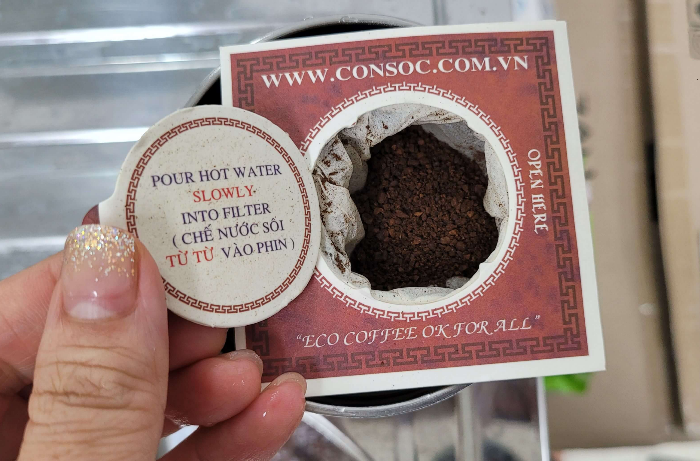 WWW.CONSOC.COM.VN
OPEN HERE
POUR HOT WATER
SLOWLY
INTO FILTER
( CHẾ NƯỚC SÔI
TỪ TỪ VÀO PHIN )
"ECO COFFEE OK FOR ALL"